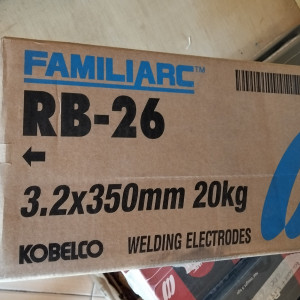 FAMILIARC™
RB-26
3.2x350mm 20kg
KOBELCO WELDING ELECTRODES